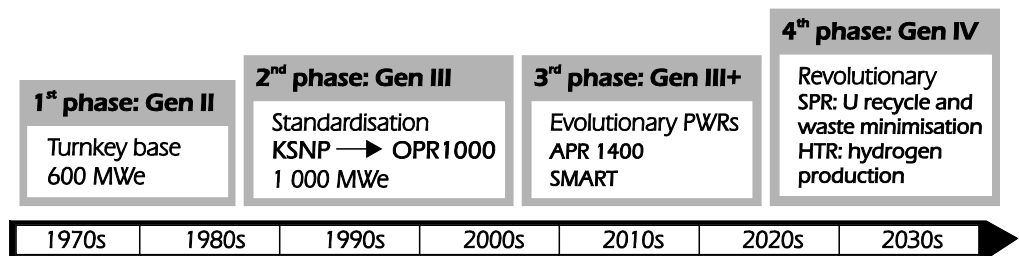 1st phase: Gen II
Turnkey base
600 MWe
2nd phase: Gen III
Standardisation
KSNP → OPR1000
1 000 MWe
3rd phase: Gen III+
Evolutionary PWRs
APR 1400
SMART
4th phase: Gen IV
Revolutionary
SPR: U recycle and
waste minimisation
HTR: hydrogen
production
1970s 1980s 1990s 2000s 2010s 2020s 2030s